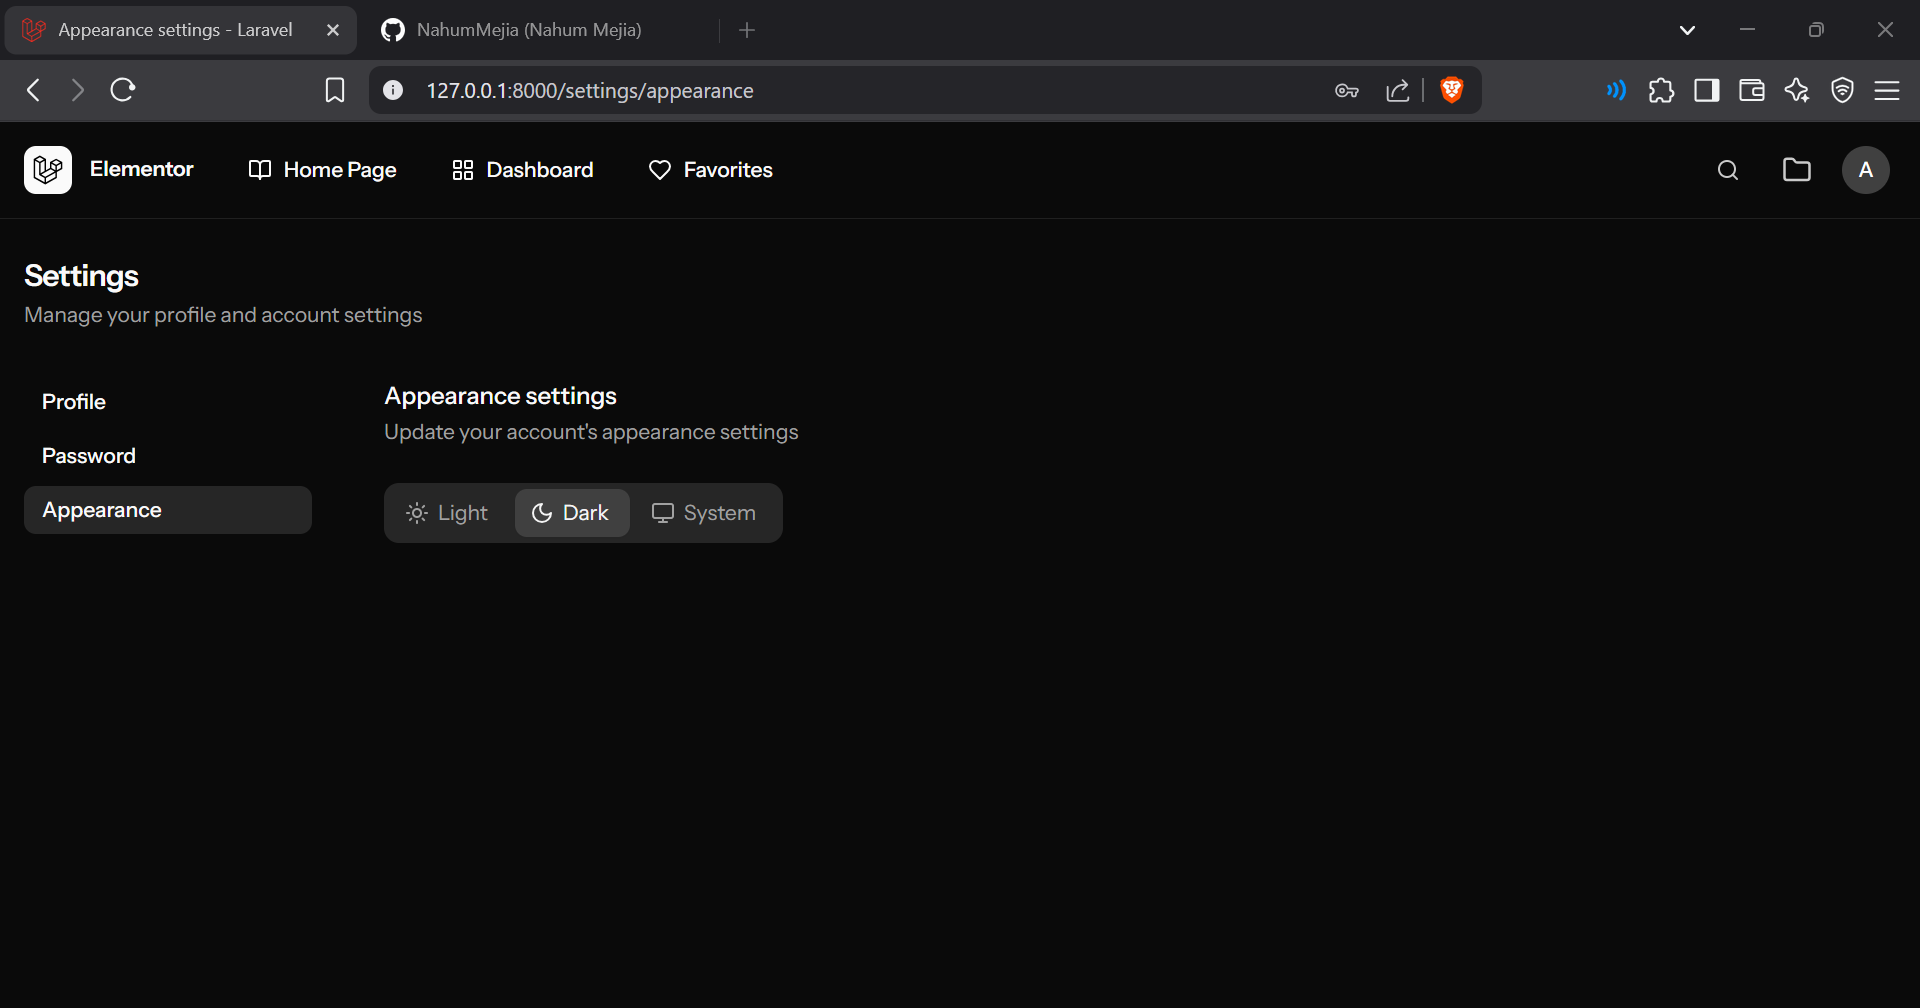 Appearance settings - Laravel
NahumMejia (Nahum Mejia)
127.0.0.1:8000/settings/appearance
Elementor
Home Page
Dashboard
Favorites
A
Settings
Manage your profile and account settings
Profile
Password
Appearance
Appearance settings
Update your account's appearance settings
Light
Dark
System